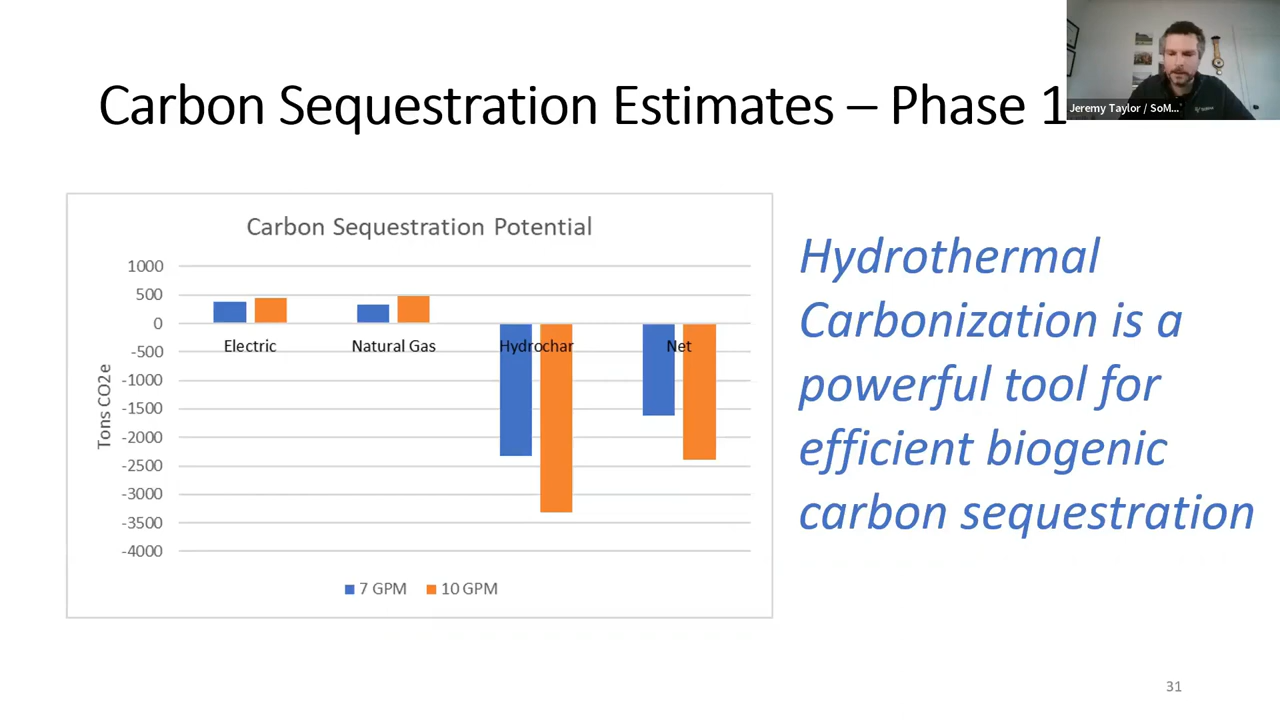 Carbon Sequestration Estimates – Phase 1
Jeremy Taylor / SoM...
Carbon Sequestration Potential
1000
500
0
-500
-1000
-1500
-2000
-2500
-3000
-3500
-4000
Tons CO2e
Electric
Natural Gas
Hydrochar
Net
7 GPM
10 GPM
Hydrothermal
Carbonization is a
powerful tool for
efficient biogenic
carbon sequestration
31